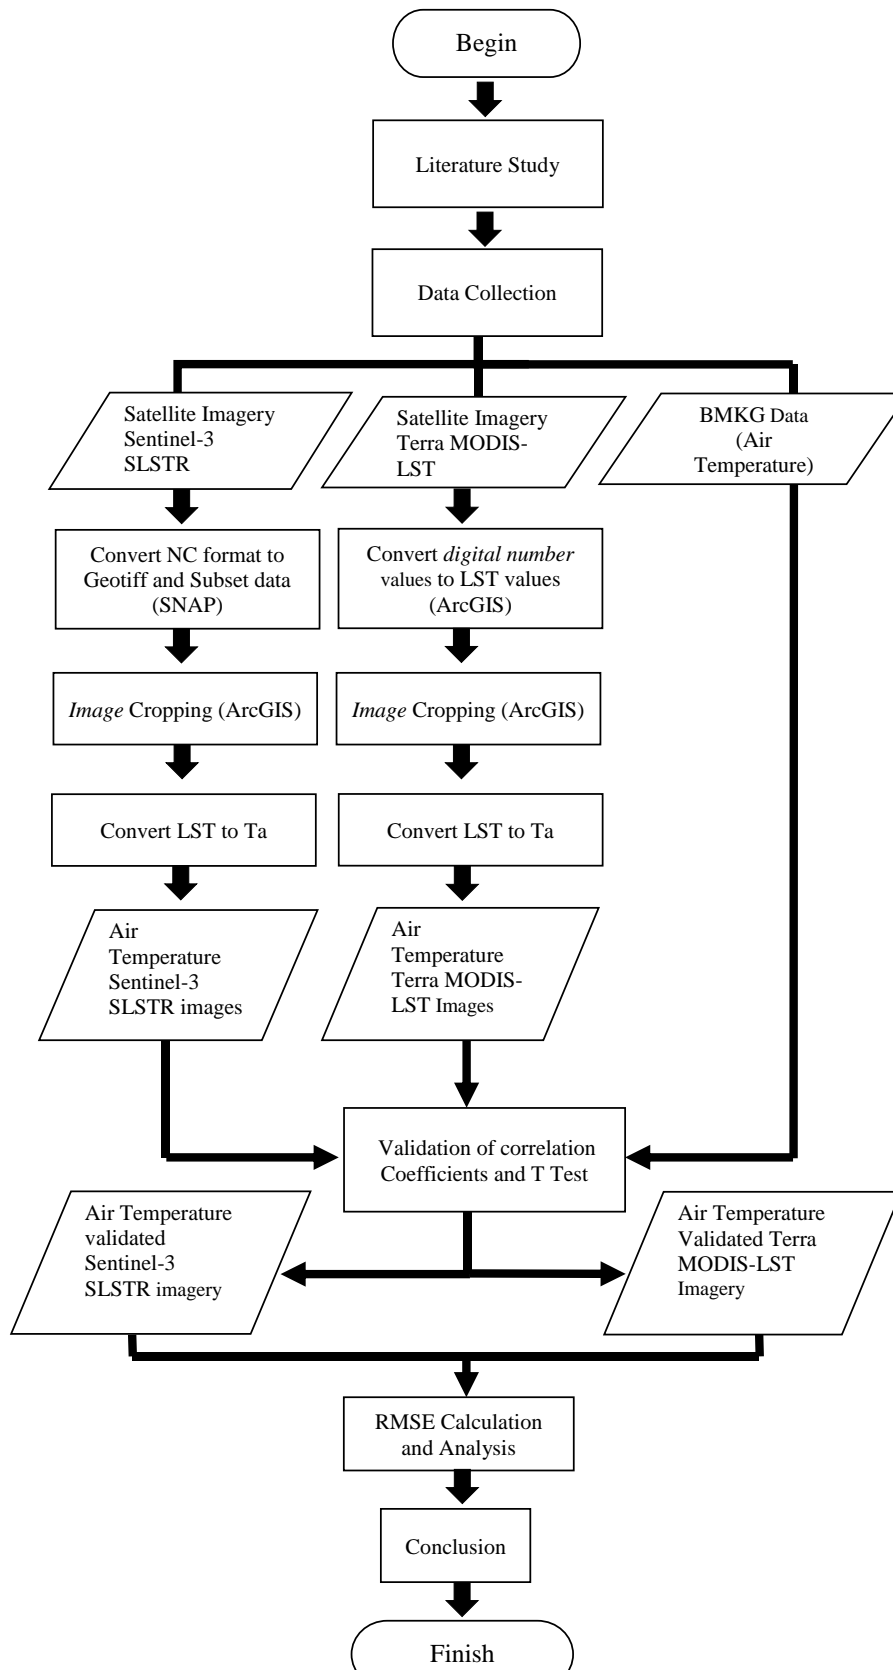 Begin
Literature Study
Data Collection
Satellite Imagery
Sentinel-3
SLSTR
Satellite Imagery
Terra MODIS-
LST
BMKG Data
(Air
Temperature)
Convert NC format to
Geotiff and Subset data
(SNAP)
Convert digital number
values to LST values
(ArcGIS)
Image Cropping (ArcGIS)
Image Cropping (ArcGIS)
Convert LST to Ta
Convert LST to Ta
Air
Temperature
Sentinel-3
SLSTR images
Air
Temperature
Terra MODIS-
LST Images
Validation of correlation
Coefficients and T Test
Air Temperature
validated
Sentinel-3
SLSTR imagery
Air Temperature
Validated Terra
MODIS-LST
Imagery
RMSE Calculation
and Analysis
Conclusion
Finish